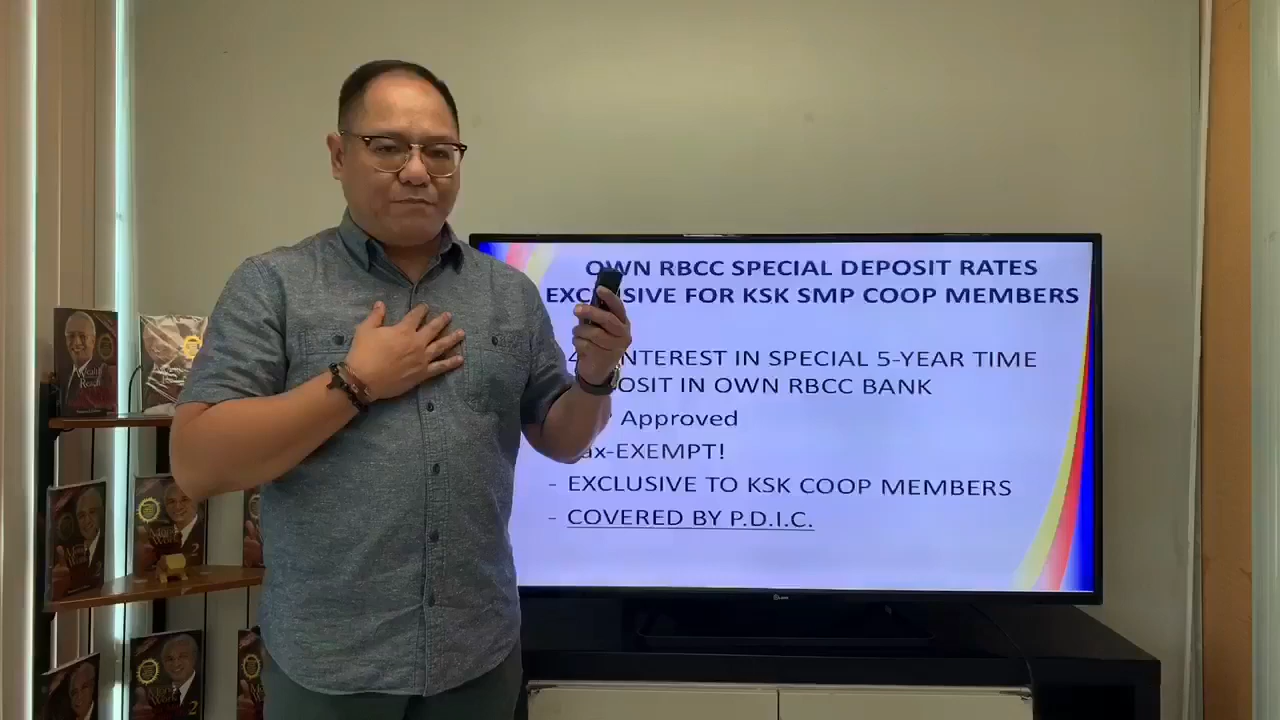 OWN RBCC SPECIAL DEPOSIT RATES
EXCLUSIVE FOR KSK SMP COOP MEMBERS
INTEREST IN SPECIAL 5-YEAR TIME
OSIT IN OWN RBCC BANK
Approved
ax-EXEMPT!
- EXCLUSIVE TO KSK COOP MEMBERS
- COVERED BY P.D.I.C.